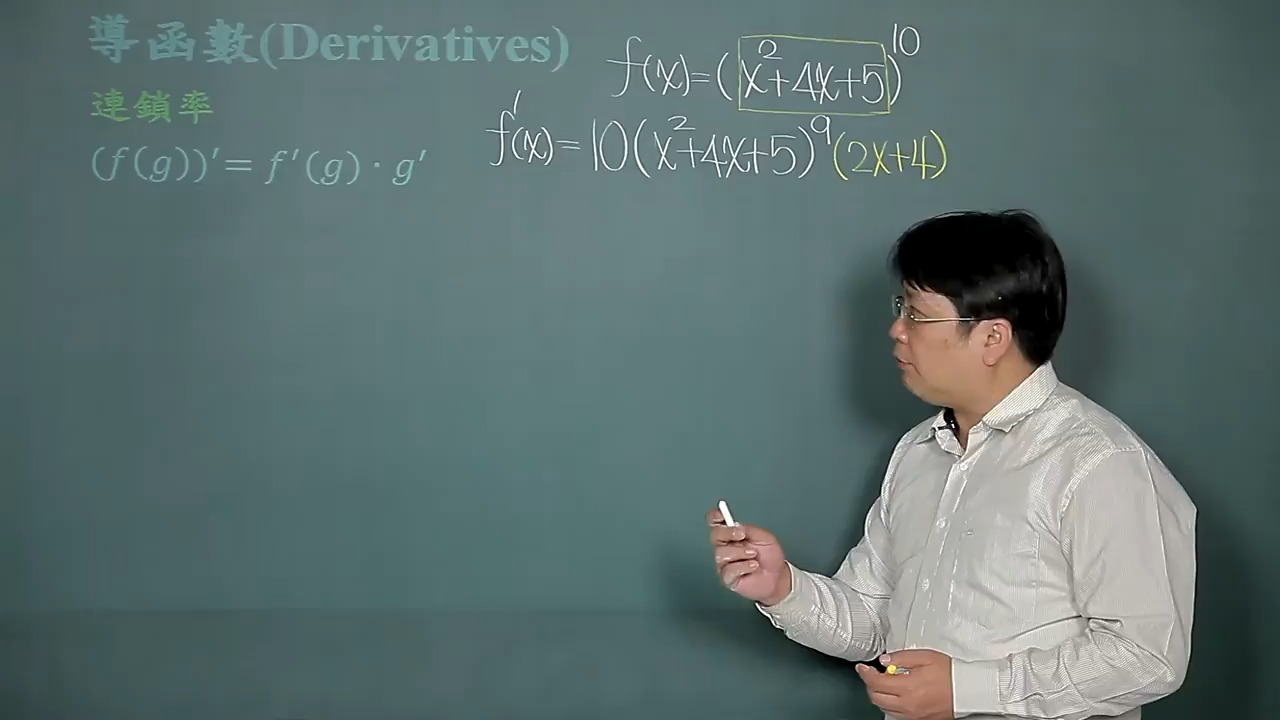 導函數(Derivatives)
連鎖率
(f(g))′= f′(g)·g′
f(x)=(x²+4x+5)¹⁰
f'(x)=10(x²+4x+5)⁹(2x+4)